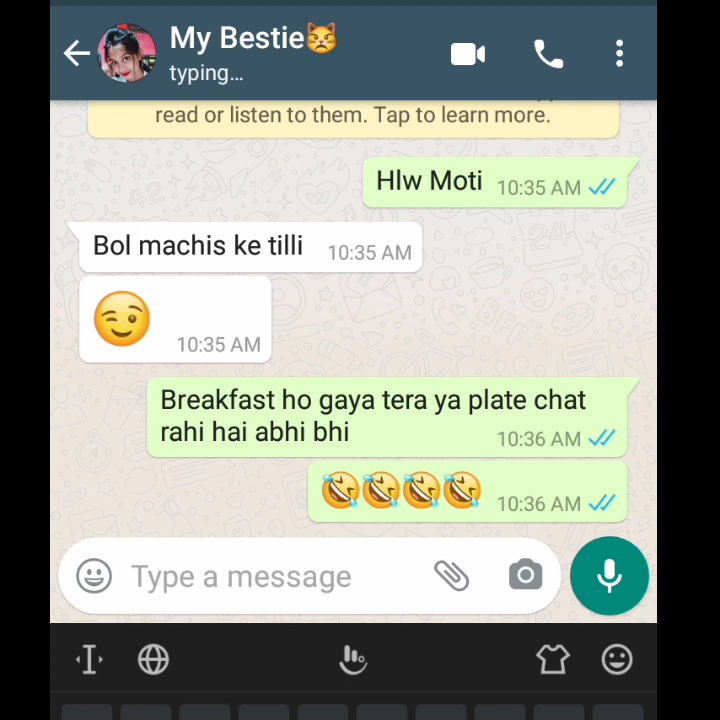 My Bestie😾
typing...
read or listen to them. Tap to learn more.
Hlw Moti 10:35 AM
Bol machis ke tilli 10:35 AM
😉 10:35 AM
Breakfast ho gaya tera ya plate chat
rahi hai abhi bhi 10:36 AM
🤣🤣🤣🤣 10:36 AM
Type a message